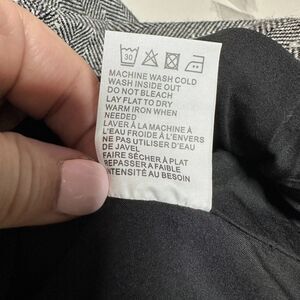 30
MACHINE WASH COLD
WASH INSIDE OUT
DO NOT BLEACH
LAY FLAT TO DRY
WARM IRON WHEN
NEEDED
LAVER À LA MACHINE À
L'EAU FROIDE À L'ENVERS
NE PAS UTILISER D'EAU
DE JAVEL
FAIRE SÉCHER À PLAT
REPASSER A FAIBLE
INTENSITÉ AU BESOIN